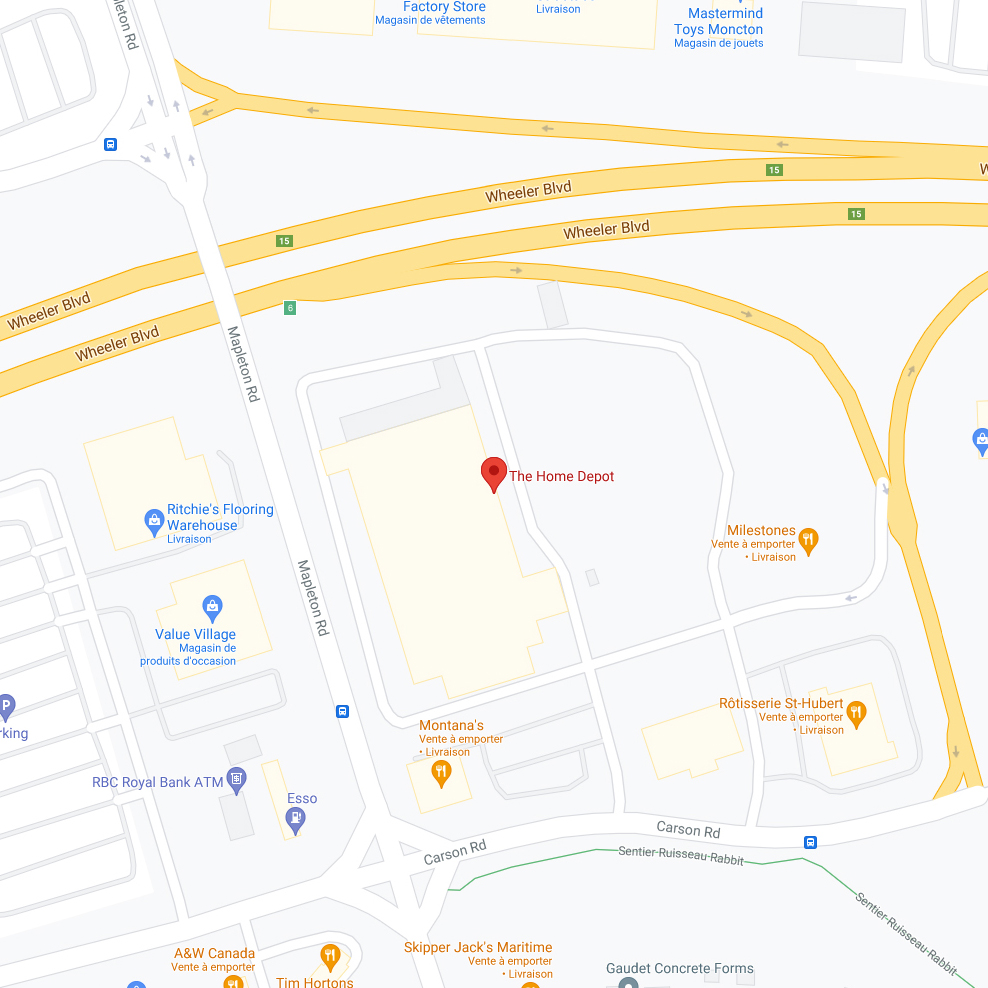 Factory Store
Magasin de vêtements
Livraison
Mastermind
Toys Moncton
Magasin de jouets
pleton Rd
15
Wheeler Blvd
W
15
Wheeler Blvd
15
Wheeler Blvd
6
Wheeler Blvd
Mapleton Rd
The Home Depot
Ritchie's Flooring
Warehouse
Livraison
Milestones
Vente à emporter
• Livraison
Mapleton Rd
Value Village
Magasin de
produits d'occasion
P
rking
Rôtisserie St-Hubert
Vente à emporter
• Livraison
Montana's
Vente à emporter
• Livraison
RBC Royal Bank ATM
Esso
Carson Rd
Carson Rd
Sentier-Ruisseau-Rabbit
Sentier-Ruisseau-Rabbit
A&W Canada
Vente à emporter
Tim Hortons
Skipper Jack's Maritime
Vente à emporter
• Livraison
Gaudet Concrete Forms